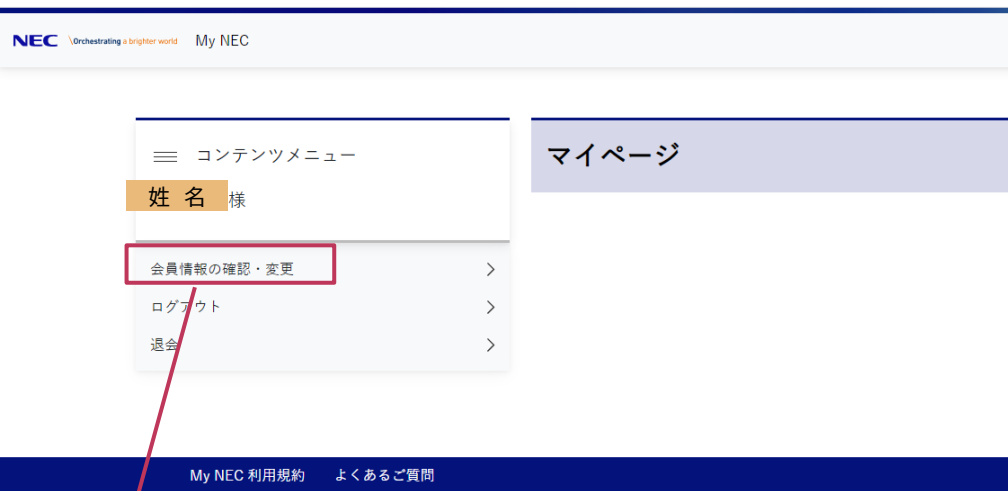 NEC \Orchestrating a brighter world My NEC
コンテンツメニュー
姓 名 様
会員情報の確認・変更
ログアウト
退会
マイページ
My NEC 利用規約 よくあるご質問